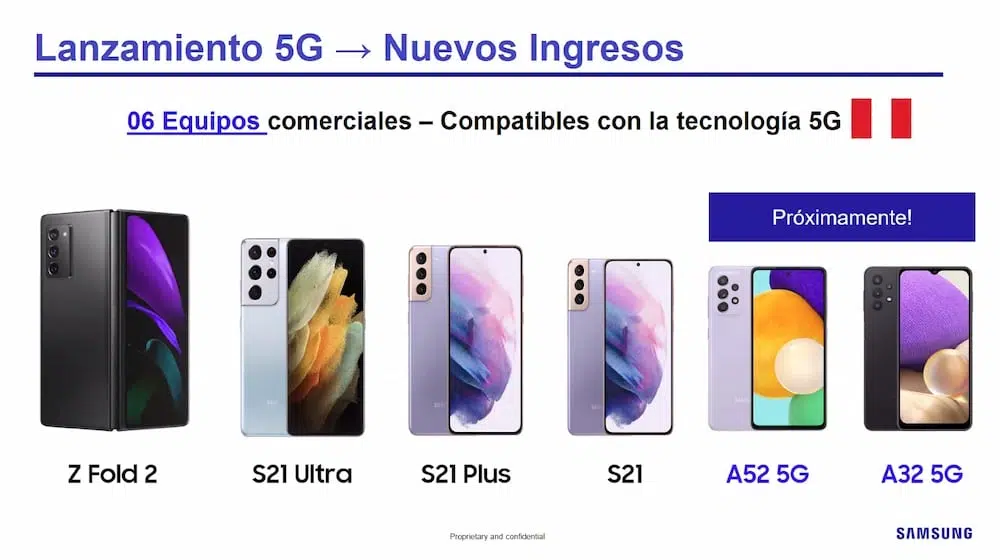 Lanzamiento 5G → Nuevos Ingresos
06 Equipos comerciales – Compatibles con la tecnología 5G
Próximamente!
Z Fold 2
S21 Ultra
S21 Plus
S21
A52 5G
A32 5G
Proprietary and confidential
SAMSUNG